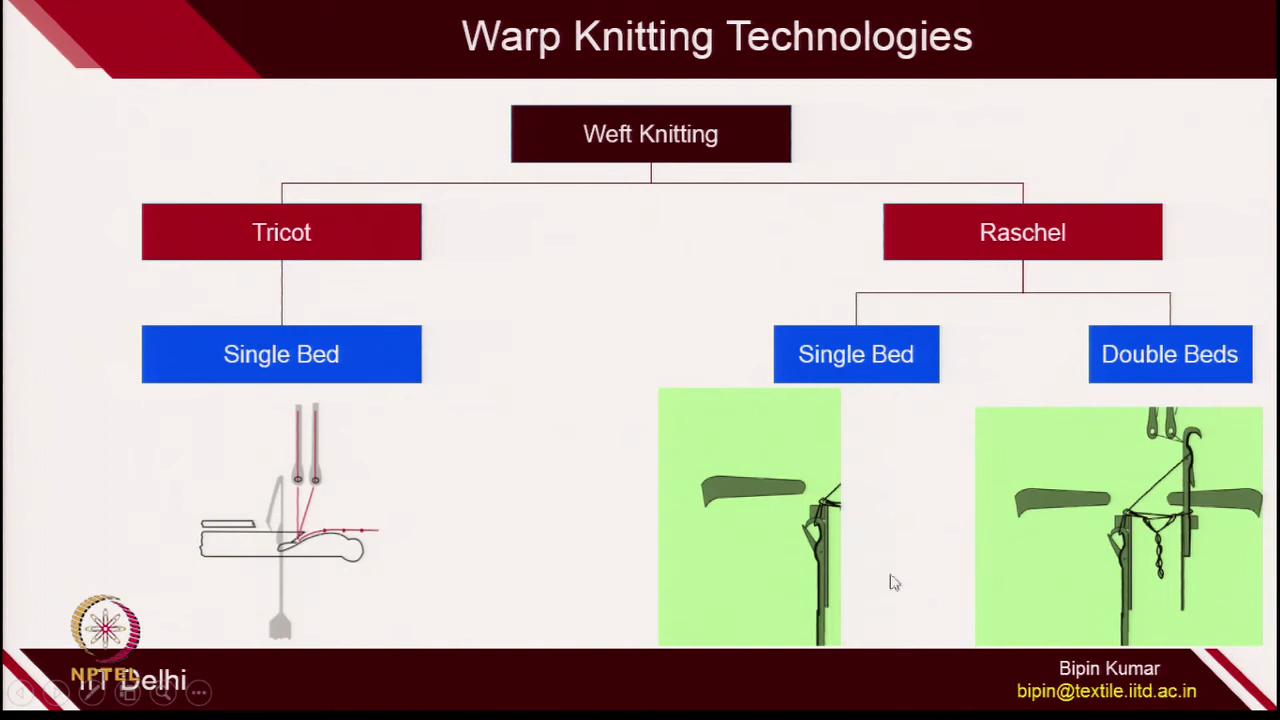 Warp Knitting Technologies
Weft Knitting
Tricot
Raschel
Single Bed
Single Bed
Double Beds
NPTEL
IIT Delhi
Bipin Kumar
bipin@textile.iitd.ac.in